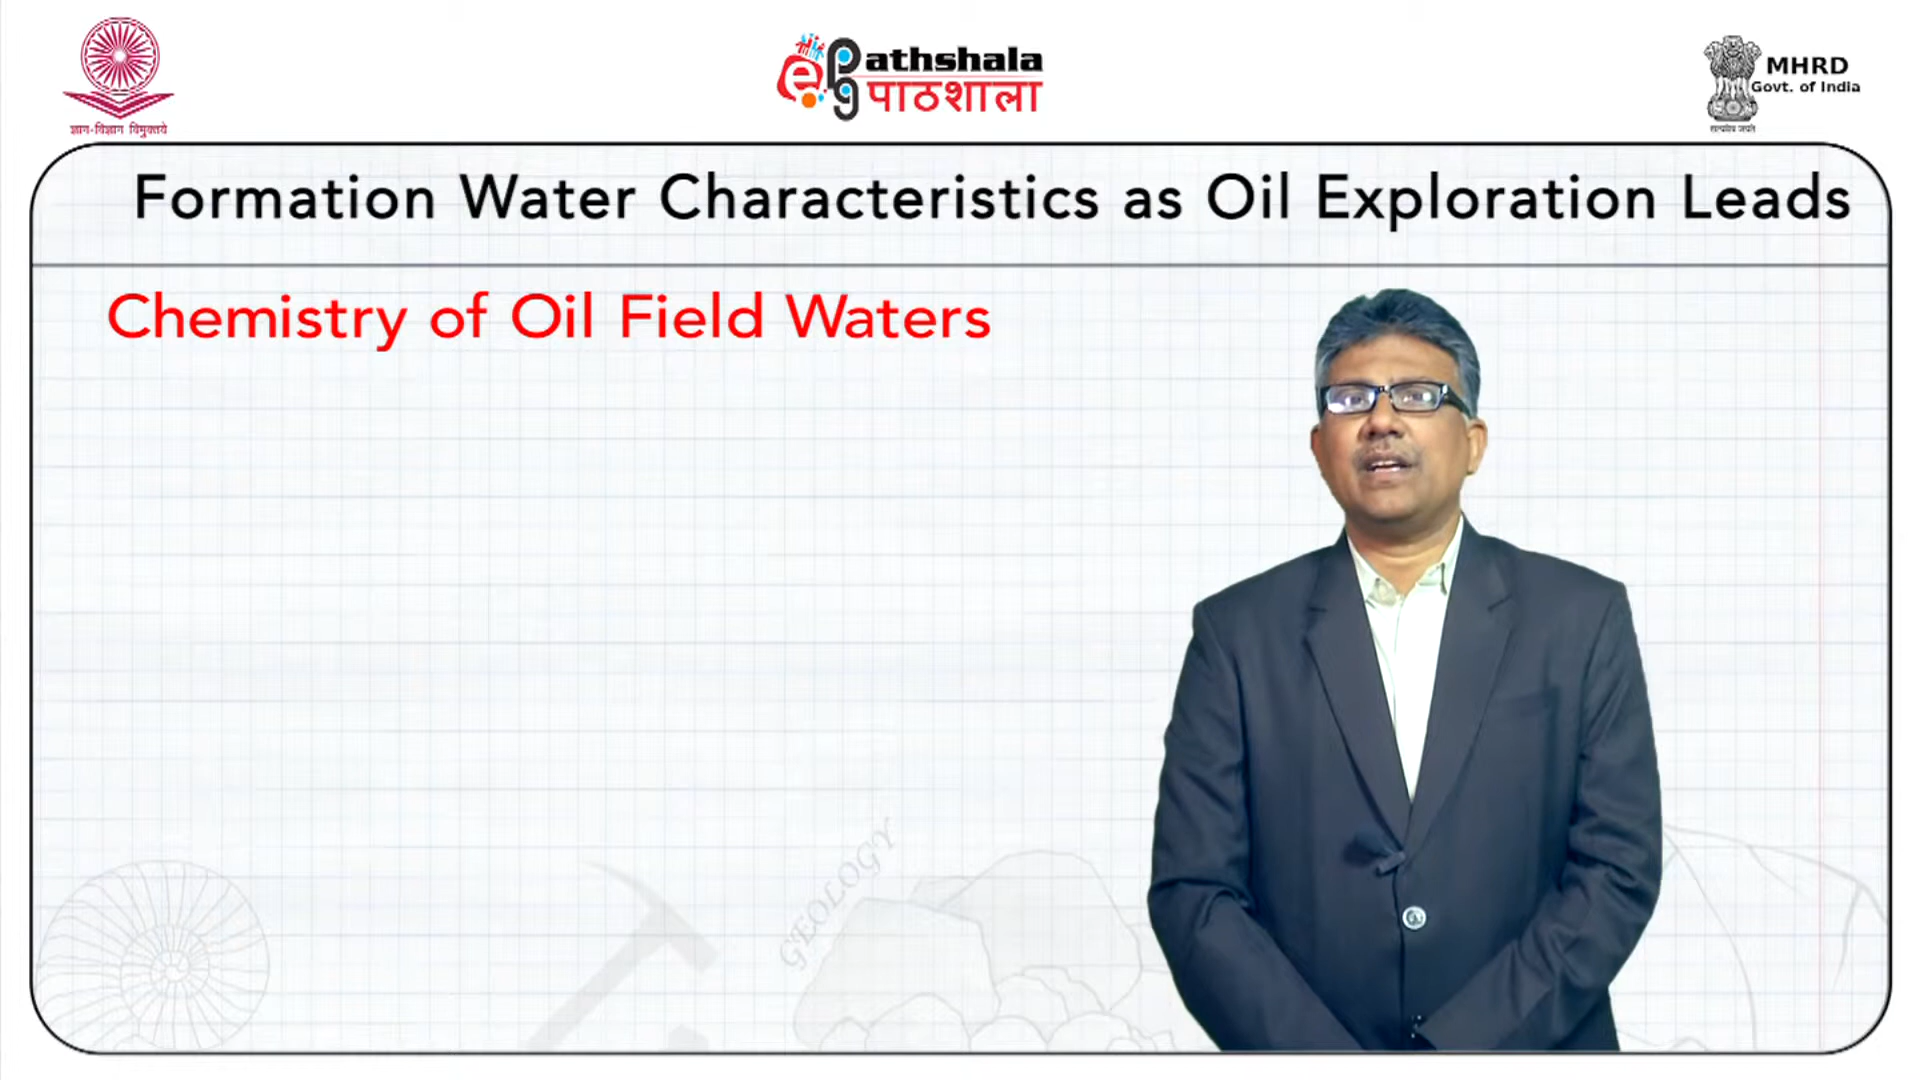 ज्ञान-विज्ञान विमुक्तये
ePathshala
पाठशाला
MHRD
Govt. of India
सत्यमेव जयते
Formation Water Characteristics as Oil Exploration Leads
Chemistry of Oil Field Waters
GEOLOGY